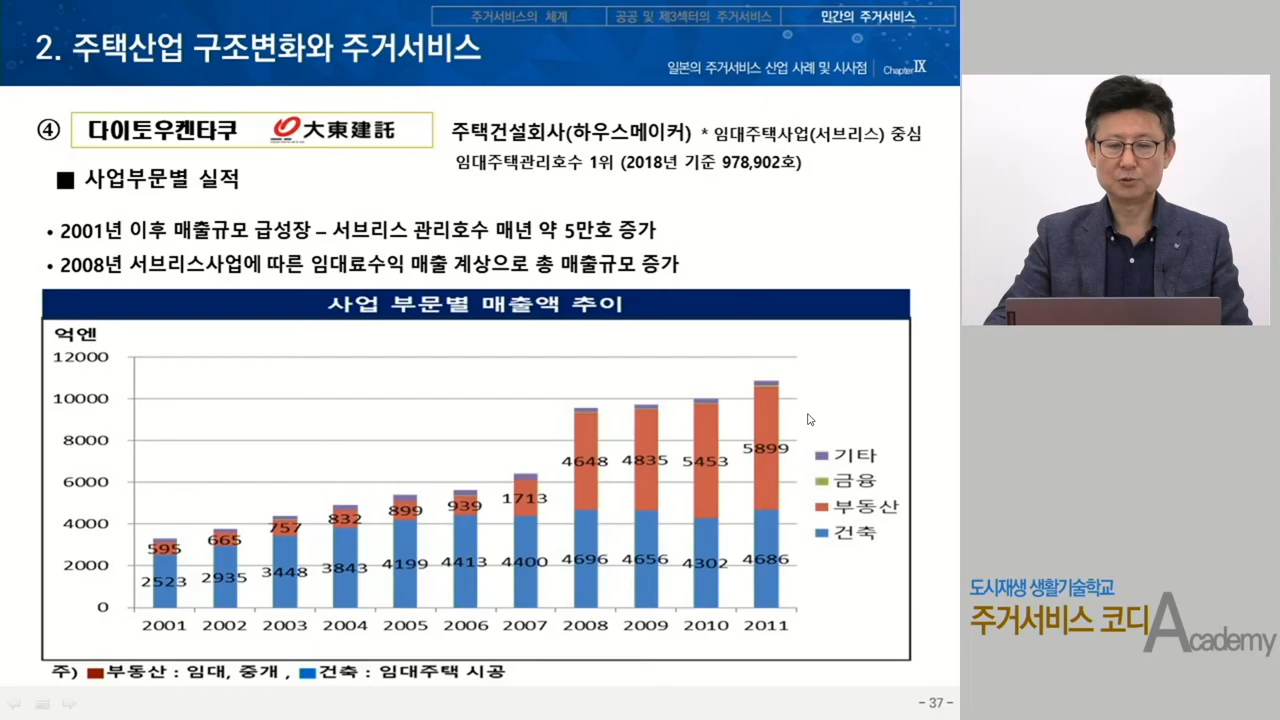 주거서비스의 체계 공공 및 제3섹터의 주거서비스 민간의 주거서비스
2. 주택산업 구조변화와 주거서비스
일본의 주거서비스 산업 사례 및 시사점 Chapter Ⅸ
④ 다이토우켄타쿠 大東建託 주택건설회사(하우스메이커) * 임대주택사업(서브리스) 중심
임대주택관리호수 1위 (2018년 기준 978,902호)
■ 사업부문별 실적
• 2001년 이후 매출규모 급성장 – 서브리스 관리호수 매년 약 5만호 증가
• 2008년 서브리스사업에 따른 임대료수익 매출 계상으로 총 매출규모 증가
사업 부문별 매출액 추이
억엔
12000
10000
8000
6000
4000
2000
0
595 665 757 832 899 939 1713 4648 4835 5453 5899
2523 2935 3448 3843 4199 4413 4400 4696 4656 4302 4686
2001 2002 2003 2004 2005 2006 2007 2008 2009 2010 2011
기타
금융
부동산
건축
주) 부동산 : 임대, 중개 , 건축 : 임대주택 시공
- 37 -
도시재생 생활기술학교
주거서비스 코디 Academy